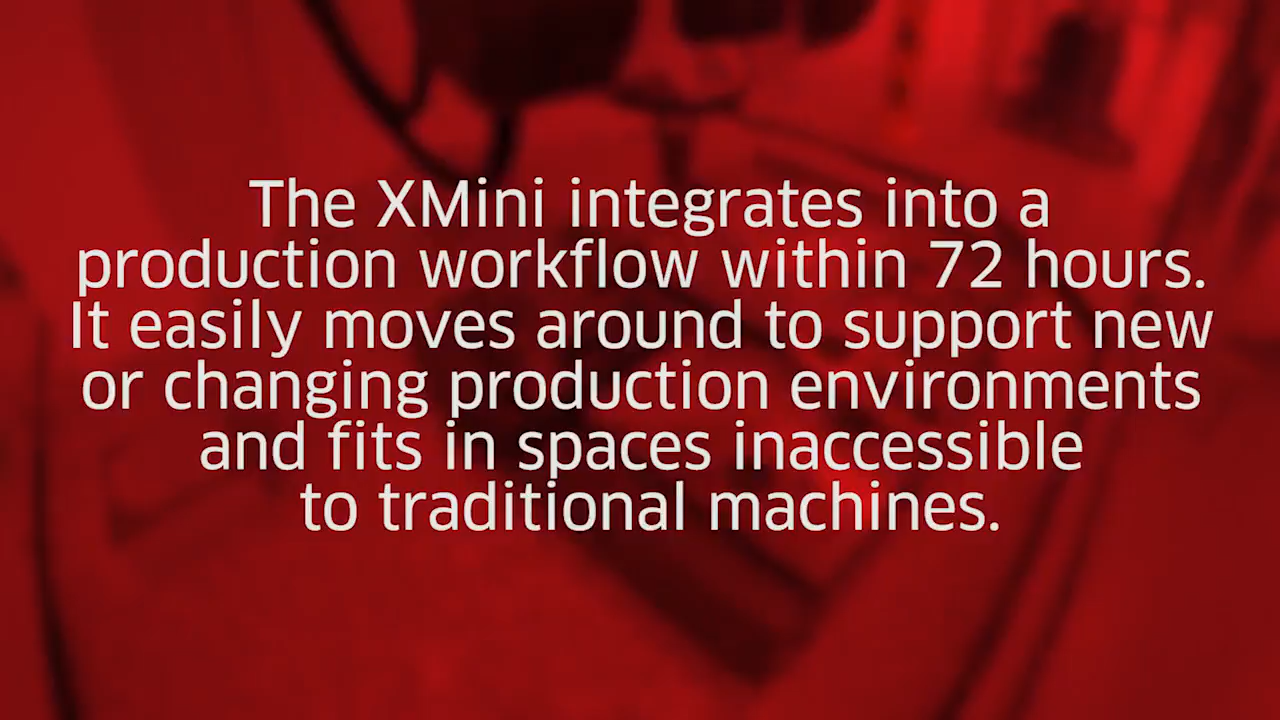 The XMini integrates into a
production workflow within 72 hours.
It easily moves around to support new
or changing production environments
and fits in spaces inaccessible
to traditional machines.